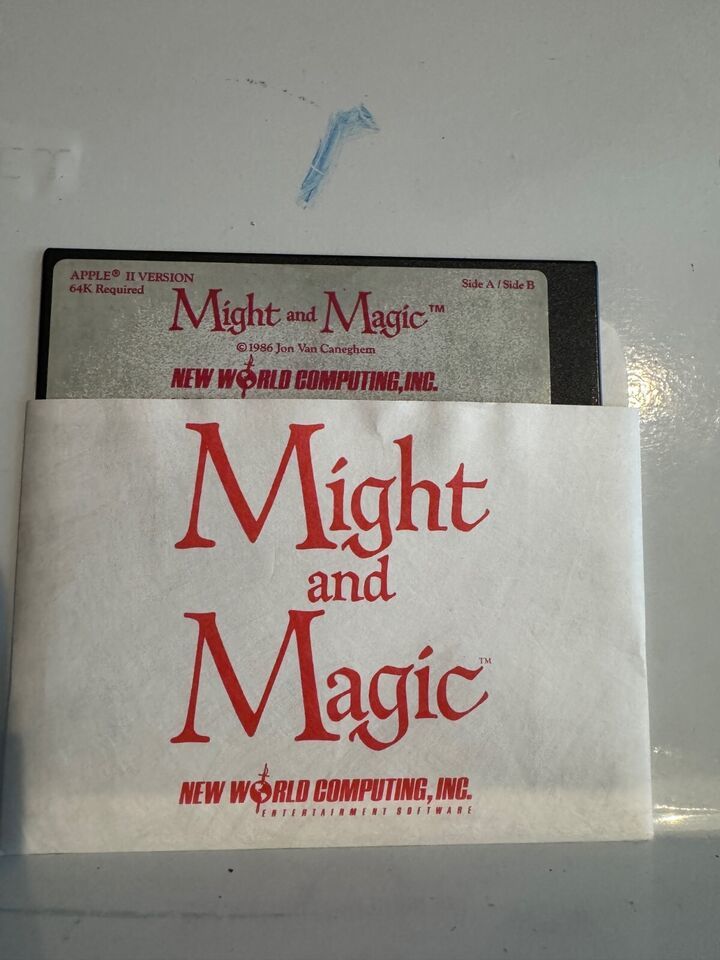 APPLE® II VERSION
64K Required
Side A / Side B
Might and Magic™
©1986 Jon Van Caneghem
NEW WORLD COMPUTING, INC.
Might
and
Magic™
NEW WORLD COMPUTING, INC.
ENTERTAINMENT SOFTWARE